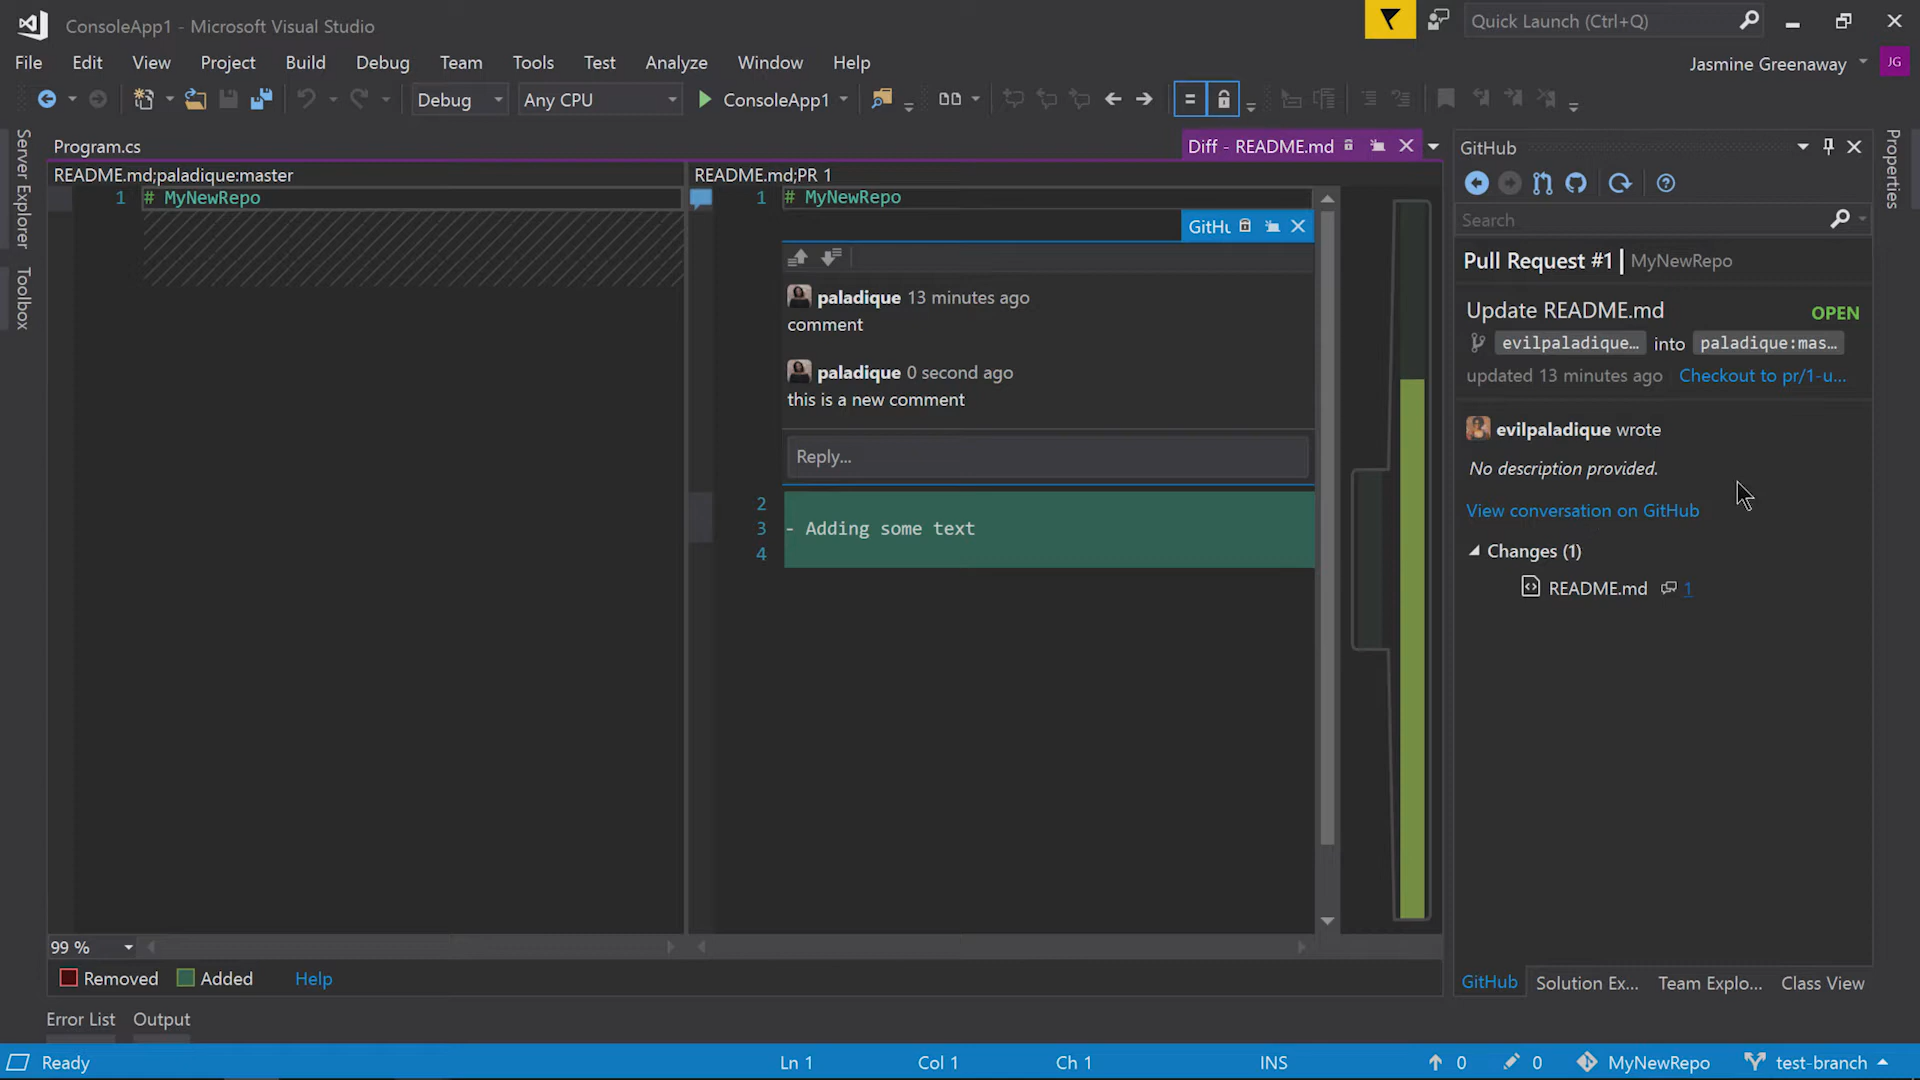 ConsoleApp1 - Microsoft Visual Studio
Quick Launch (Ctrl+Q)
File Edit View Project Build Debug Team Tools Test Analyze Window Help
Jasmine Greenaway JG
Debug Any CPU ConsoleApp1
Server Explorer
Toolbox
Program.cs
Diff - README.md
README.md;paladique:master
README.md;PR 1
1 # MyNewRepo
1 # MyNewRepo
GitHu
paladique 13 minutes ago
comment
paladique 0 second ago
this is a new comment
Reply...
2
3 - Adding some text
4
99 %
Removed Added Help
GitHub
Search
Pull Request #1 | MyNewRepo
Update README.md OPEN
evilpaladique... into paladique:mas...
updated 13 minutes ago Checkout to pr/1-u...
evilpaladique wrote
No description provided.
View conversation on GitHub
Changes (1)
README.md 1
GitHub Solution Ex... Team Explo... Class View
Properties
Error List Output
Ready Ln 1 Col 1 Ch 1 INS 0 0 MyNewRepo test-branch